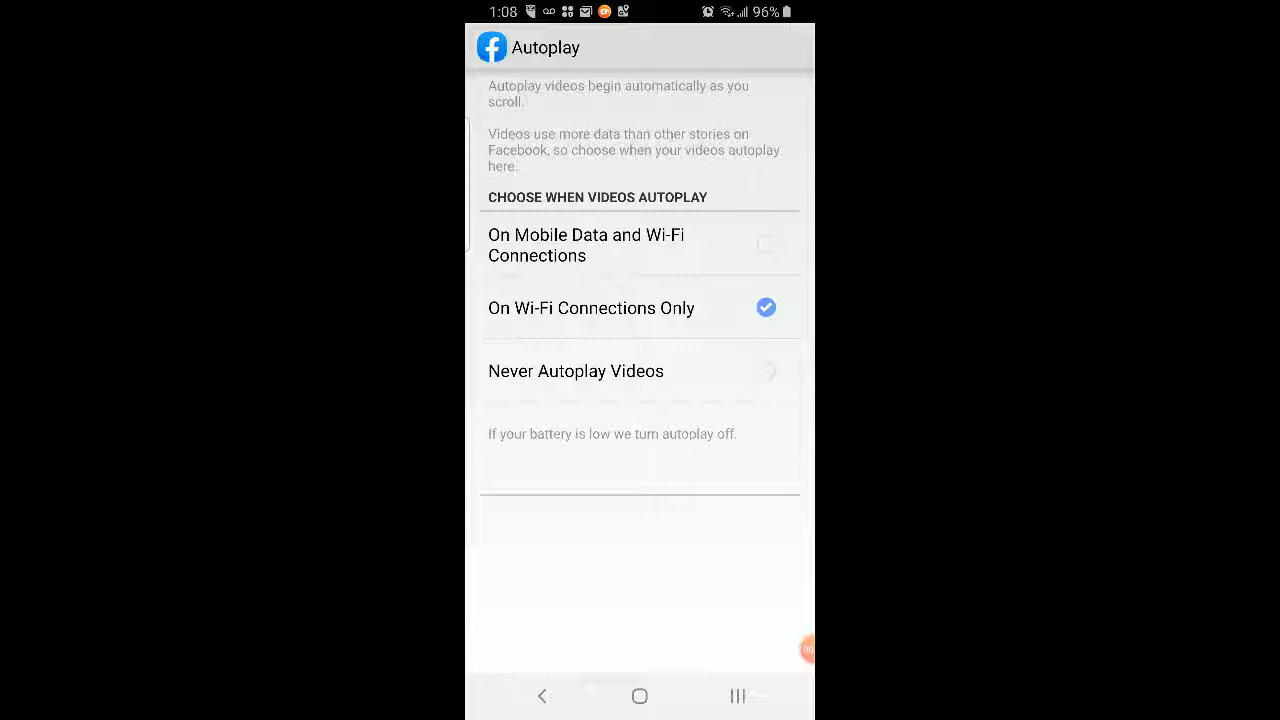 1:08 96%
Autoplay
Autoplay videos begin automatically as you
scroll.
Videos use more data than other stories on
Facebook, so choose when your videos autoplay
here.
CHOOSE WHEN VIDEOS AUTOPLAY
On Mobile Data and Wi-Fi
Connections
On Wi-Fi Connections Only
Never Autoplay Videos
If your battery is low we turn autoplay off.